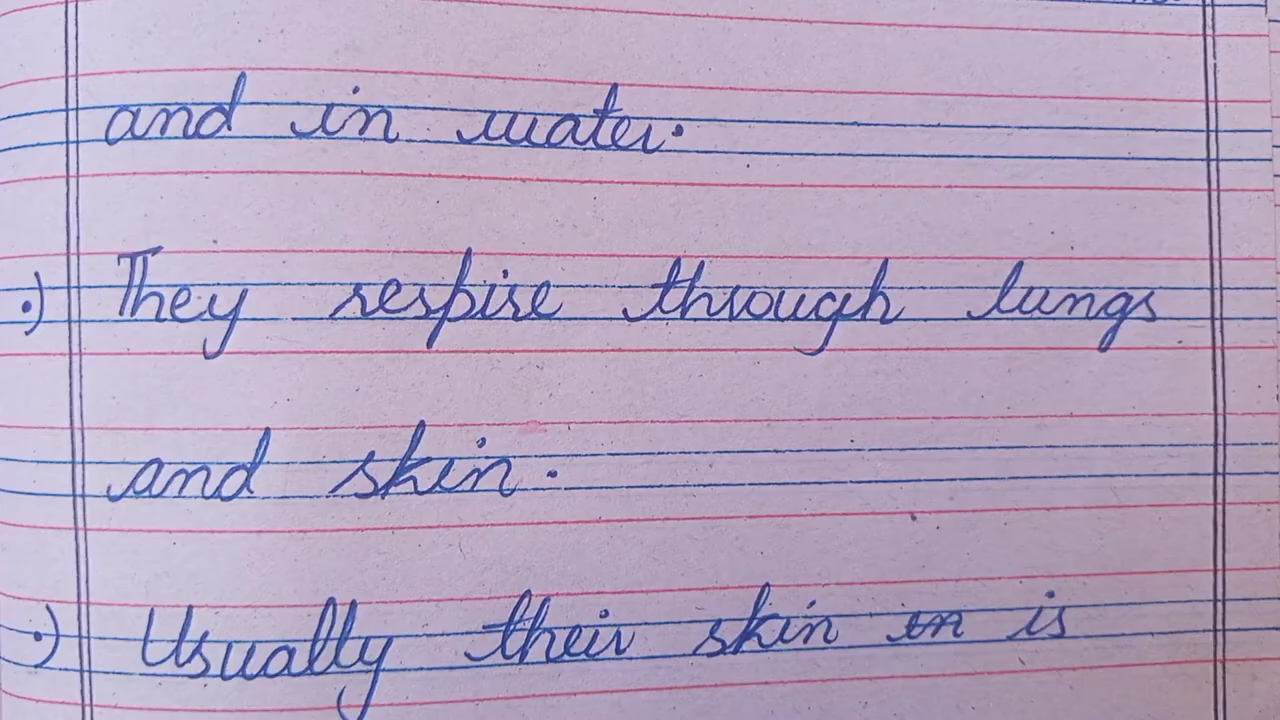 and in water.
.) They respire through lungs
and skin.
.) Usually their skin in is